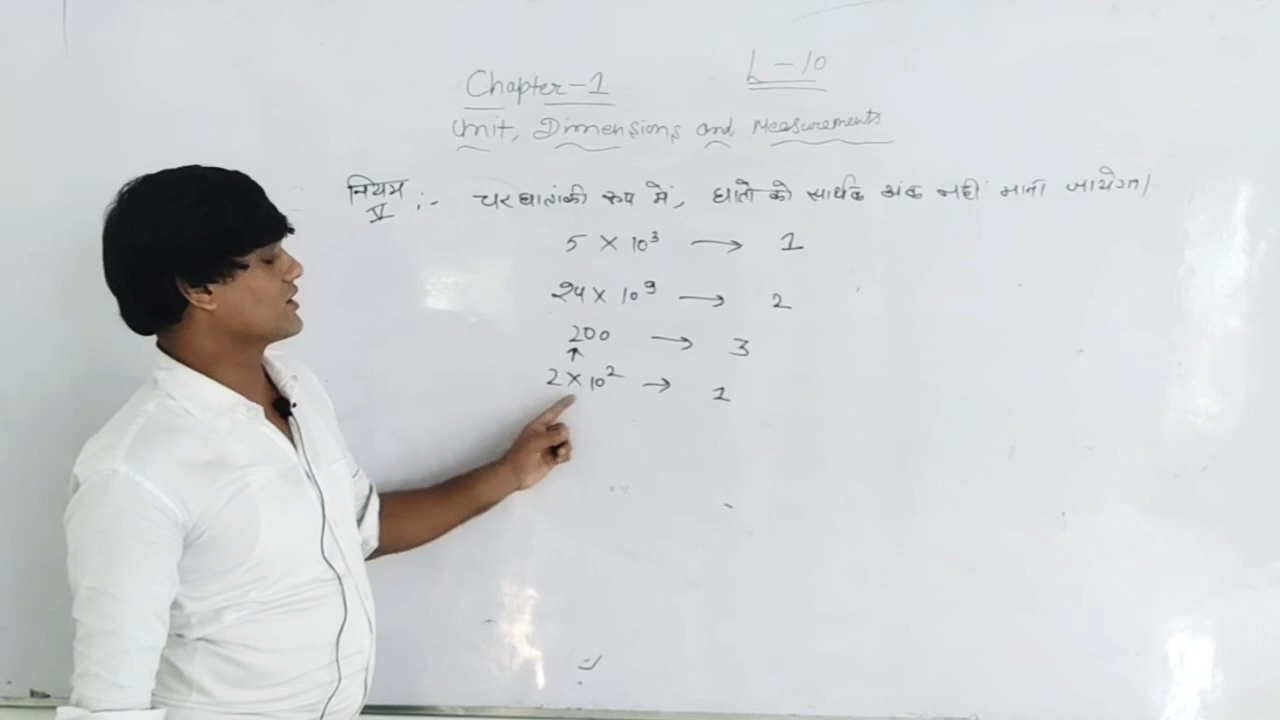 L-10
Chapter-1
Unit, Dimensions and Measurements
नियम V :- चरघातांकी रूप में, घातो को सार्थक अंक नहीं माना जायेगा।
5 × 10³ → 1
24 × 10⁹ → 2
200 → 3
↑
2 × 10² → 1